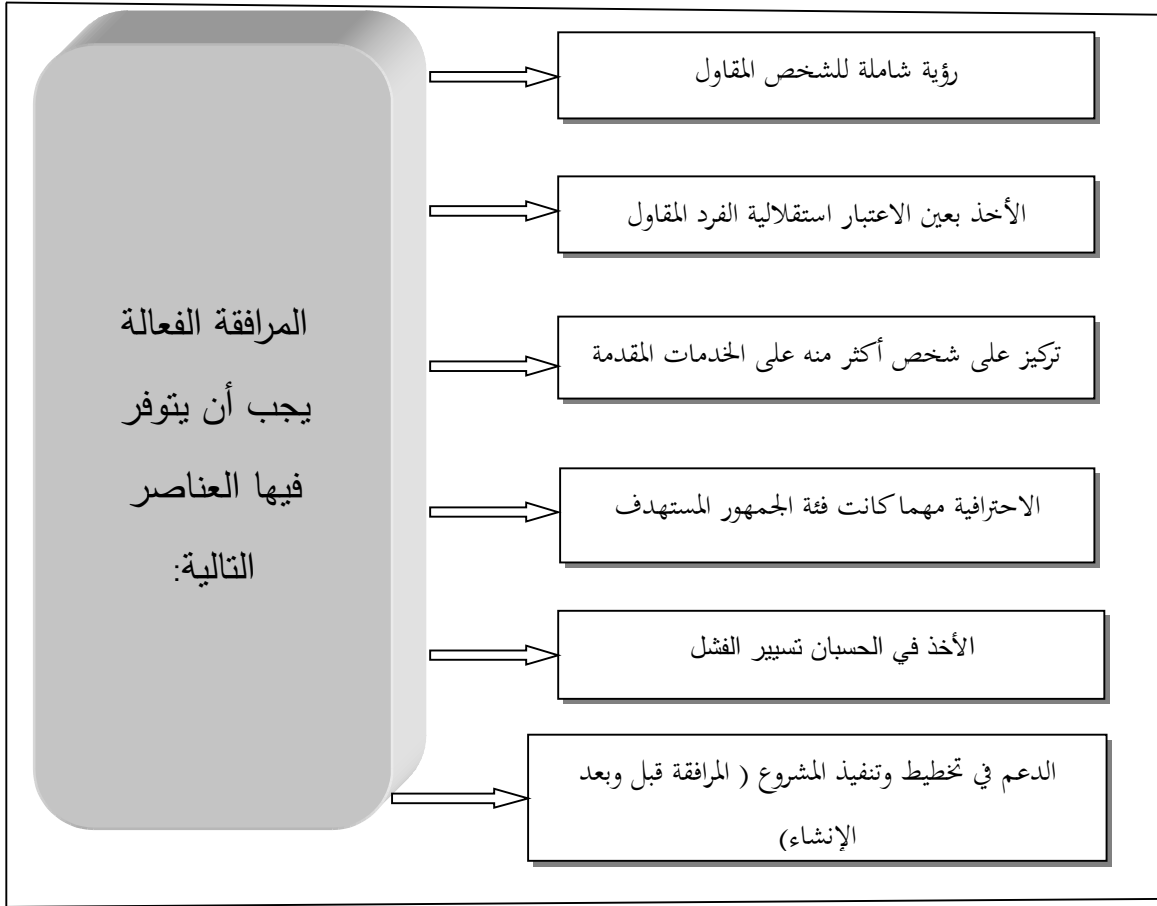 المرافقة الفعالة
يجب أن يتوفر
فيها العناصر
التالية:
رؤية شاملة للشخص المقاول
الأخذ بعين الاعتبار استقلالية الفرد المقاول
تركيز على شخص أكثر منه على الخدمات المقدمة
الاحترافية مهما كانت فئة الجمهور المستهدف
الأخذ في الحسبان تسيير الفشل
الدعم في تخطيط وتنفيذ المشروع ( المرافقة قبل وبعد
الإنشاء)